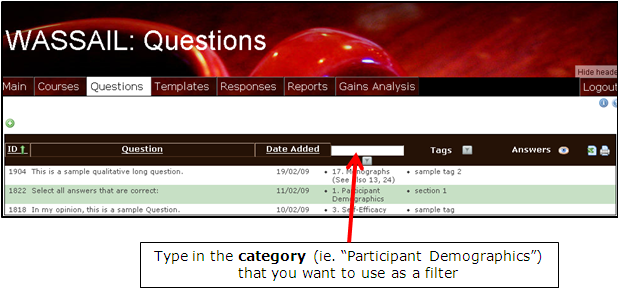 WASSAIL: Questions
Hide heade
Main Courses Questions Templates Responses Reports Gains Analysis Logout
ID Question Date Added Tags Answers
1904 This is a sample qualitative long question. 19/02/09 • 17. Monographs • sample tag 2
(See also 13, 24)
1822 Select all answers that are correct: 11/02/09 • 1. Participant • section 1
Demographics
1818 In my opinion, this is a sample Question. 10/02/09 • 3. Self-Efficacy • sample tag
Type in the category (ie. “Participant Demographics”)
that you want to use as a filter